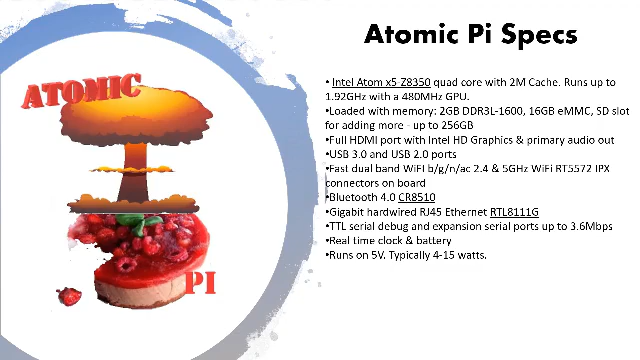 Atomic Pi Specs
ATOMIC
PI
• Intel Atom x5-Z8350 quad core with 2M Cache. Runs up to
1.92GHz with a 480MHz GPU.
•Loaded with memory: 2GB DDR3L-1600, 16GB eMMC, SD slot
for adding more - up to 256GB
•Full HDMI port with Intel HD Graphics & primary audio out
•USB 3.0 and USB 2.0 ports
•Fast dual band WiFI b/g/n/ac 2.4 & 5GHz WiFi RT5572 IPX
connectors on board
•Bluetooth 4.0 CR8510
•Gigabit hardwired RJ45 Ethernet RTL8111G
•TTL serial debug and expansion serial ports up to 3.6Mbps
•Real time clock & battery
•Runs on 5V. Typically 4-15 watts.